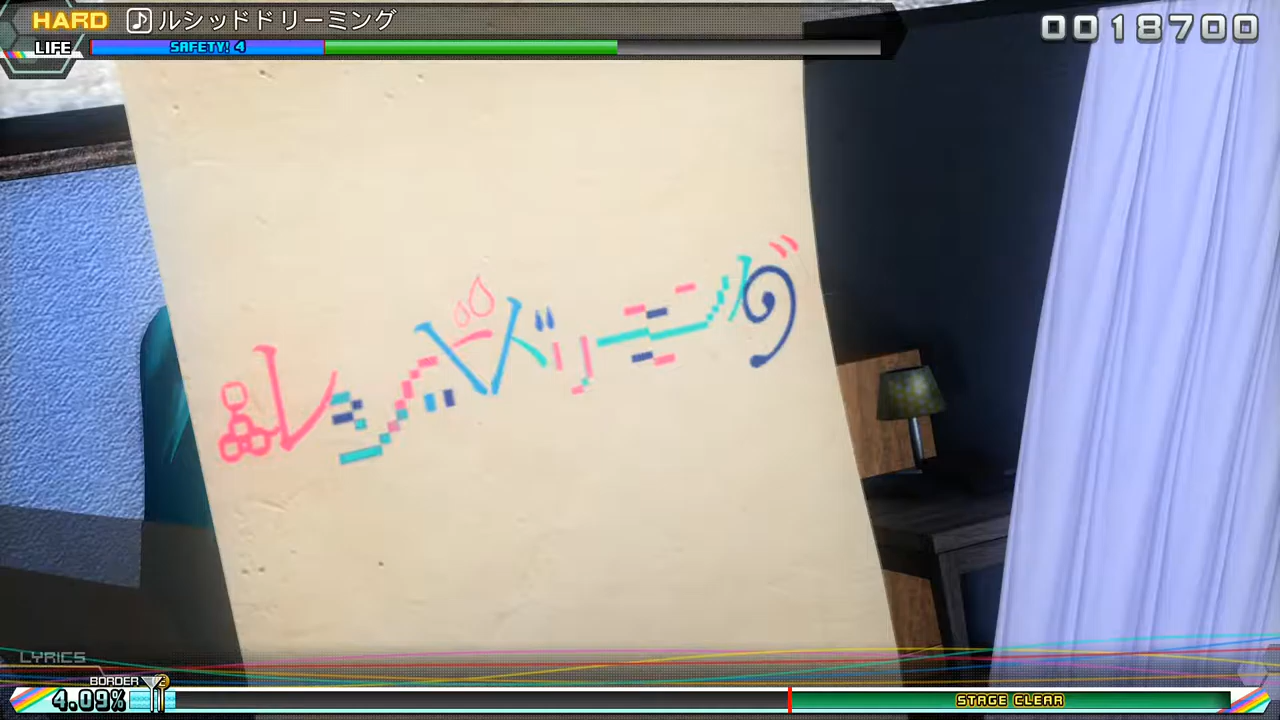 HARD ♪ ルシッドドリーミング
00018700
LIFE SAFETY! 4
ルシッドドリーミング
LYRICS
BORDER
4.09%
STAGE CLEAR